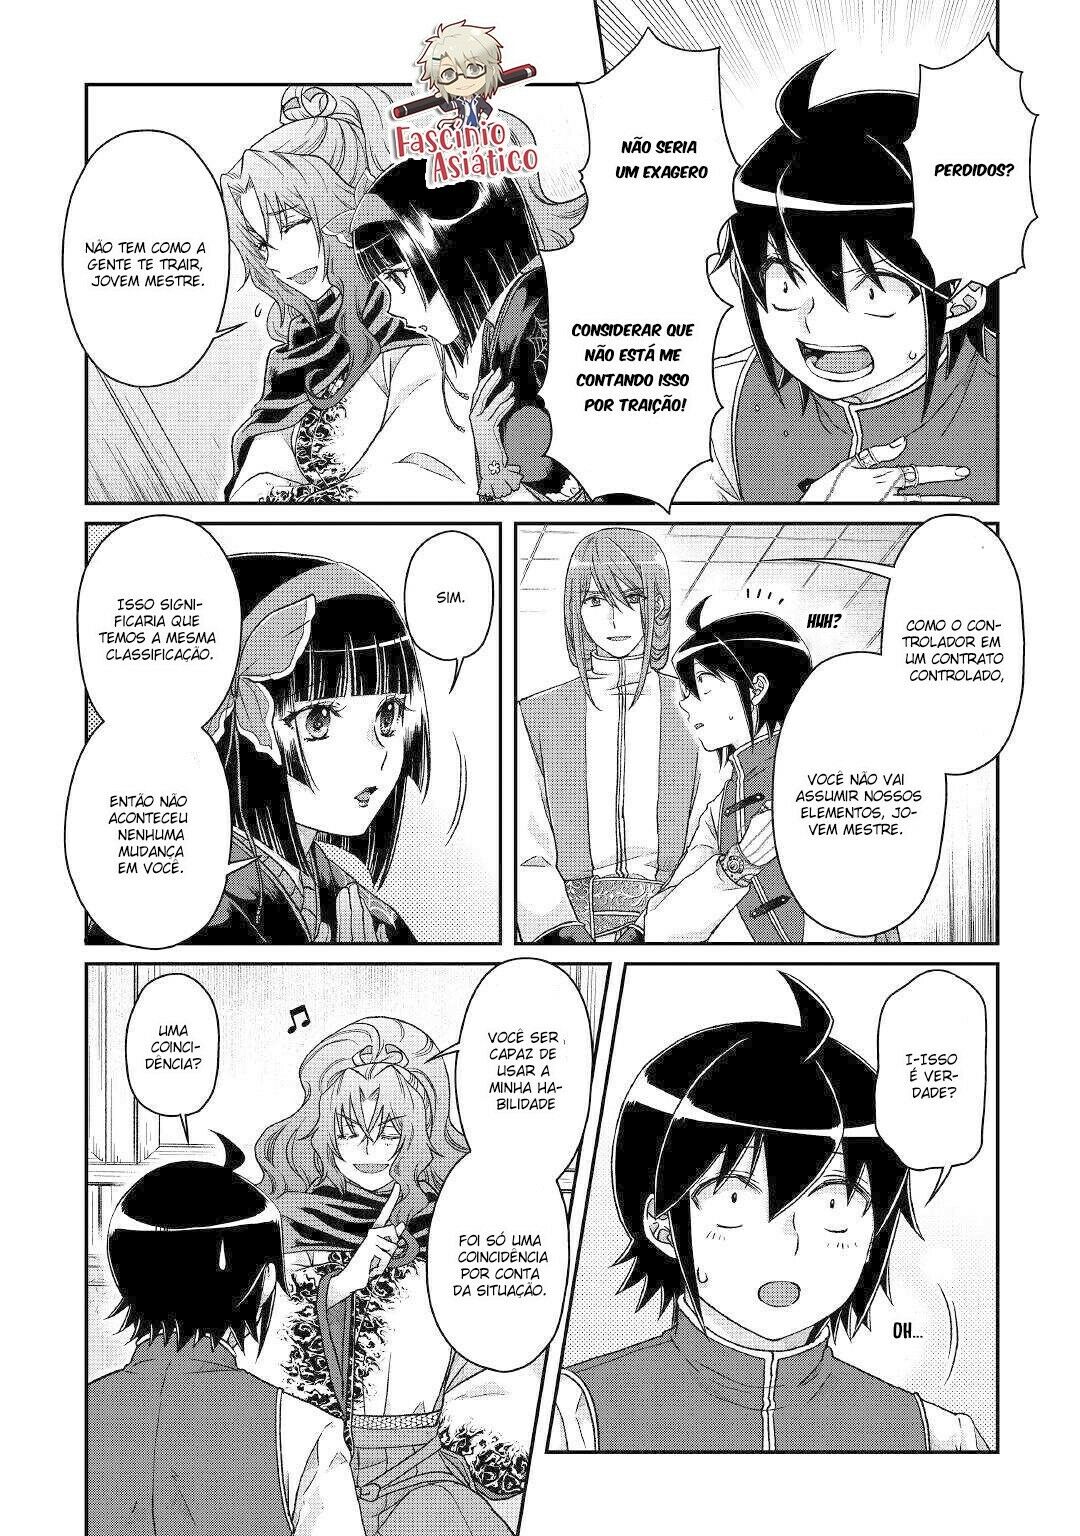 PERDIDOS?
NÃO SERIA
UM EXAGERO
CONSIDERAR QUE
NÃO ESTÁ ME
CONTANDO ISSO
POR TRAIÇÃO!
Fascínio
Asiático
NÃO TEM COMO A
GENTE TE TRAIR,
JOVEM MESTRE.
COMO O CON-
TROLADOR EM
UM CONTRATO
CONTROLADO,
VOCÊ NÃO VAI
ASSUMIR NOSSOS
ELEMENTOS, JO-
VEM MESTRE.
HUH?
SIM.
ISSO SIGNI-
FICARIA QUE
TEMOS A MESMA
CLASSIFICAÇÃO.
ENTÃO NÃO
ACONTECEU
NENHUMA
MUDANÇA
EM VOCÊ.
I-ISSO
É VER-
DADE?
OH...
VOCÊ SER
CAPAZ DE
USAR A
MINHA HA-
BILIDADE
FOI SÓ UMA
COINCIDÊNCIA
POR CONTA
DA SITUAÇÃO.
UMA
COINCI-
DÊNCIA?